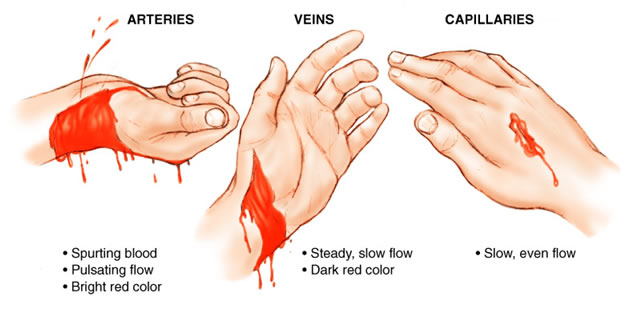 ARTERIES
VEINS
CAPILLARIES
• Spurting blood
• Pulsating flow
• Bright red color
• Steady, slow flow
• Dark red color
• Slow, even flow